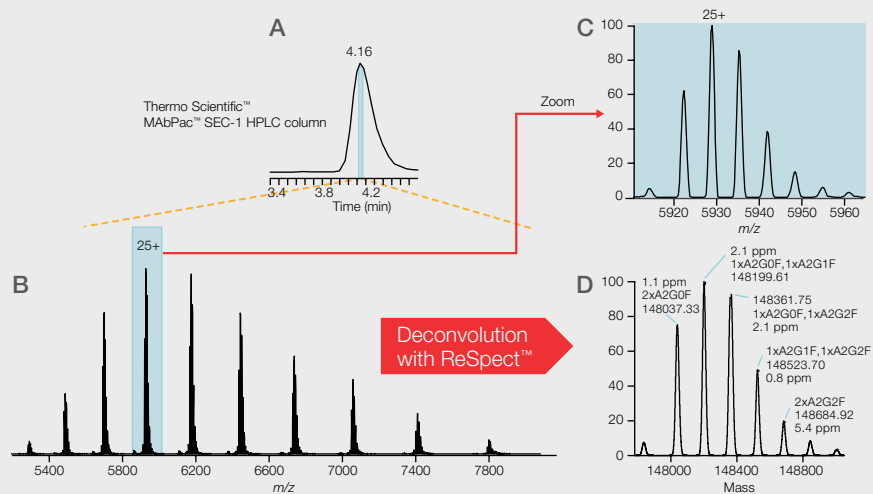 A
4.16
Thermo Scientific™
MAbPac™ SEC-1 HPLC column
3.4
3.8
4.2
Time (min)
Zoom
C
25+
100
80
60
40
20
0
5920
5930
5940
5950
5960
m/z
B
25+
5400
5800
6200
6600
7000
7400
7800
m/z
Deconvolution
with ReSpect™
D
100
80
60
40
20
0
1.1 ppm
2xA2G0F
148037.33
2.1 ppm
1xA2G0F,1xA2G1F
148199.61
148361.75
1xA2G0F,1xA2G2F
2.1 ppm
1xA2G1F,1xA2G2F
148523.70
0.8 ppm
2xA2G2F
148684.92
5.4 ppm
148000
148400
148800
Mass